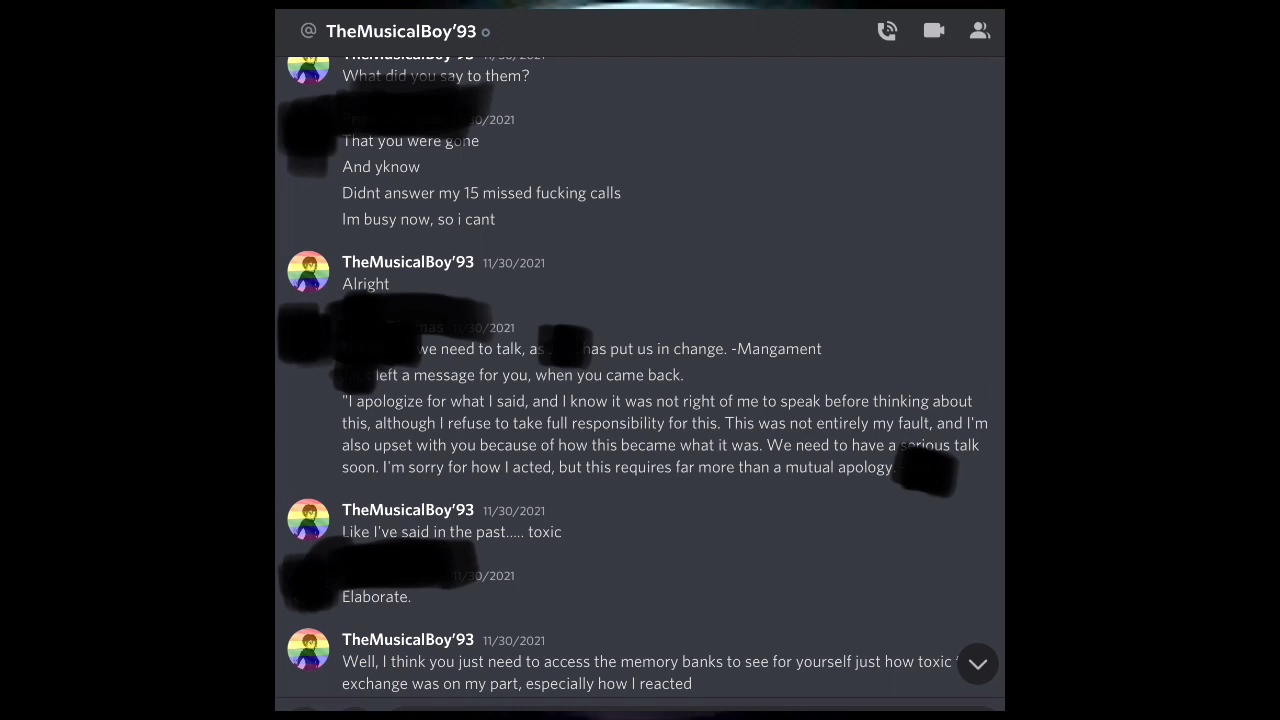 @ TheMusicalBoy'93
TheMusicalBoy'93 11/30/2021
What did you say to them?
30/2021
That you were gone
And yknow
Didnt answer my 15 missed fucking calls
Im busy now, so i cant
TheMusicalBoy'93 11/30/2021
Alright
mas 11/30/2021
we need to talk, as has put us in change. -Mangament
left a message for you, when you came back.
"I apologize for what I said, and I know it was not right of me to speak before thinking about
this, although I refuse to take full responsibility for this. This was not entirely my fault, and I'm
also upset with you because of how this became what it was. We need to have a serious talk
soon. I'm sorry for how I acted, but this requires far more than a mutual apology.
TheMusicalBoy'93 11/30/2021
Like I've said in the past..... toxic
11/30/2021
Elaborate.
TheMusicalBoy'93 11/30/2021
Well, I think you just need to access the memory banks to see for yourself just how toxic
exchange was on my part, especially how I reacted